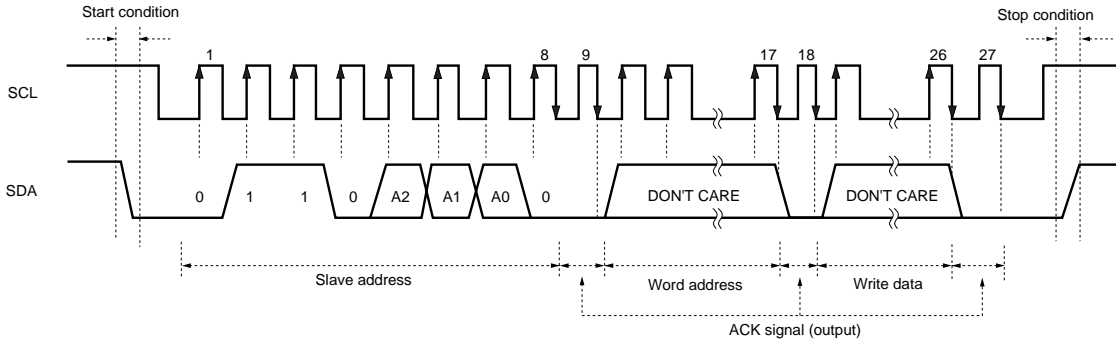 Start condition
Stop condition
1 8 9 17 18 26 27
SCL
SDA
0 1 1 0 A2 A1 A0 0 DON'T CARE DON'T CARE
Slave address
Word address
Write data
ACK signal (output)